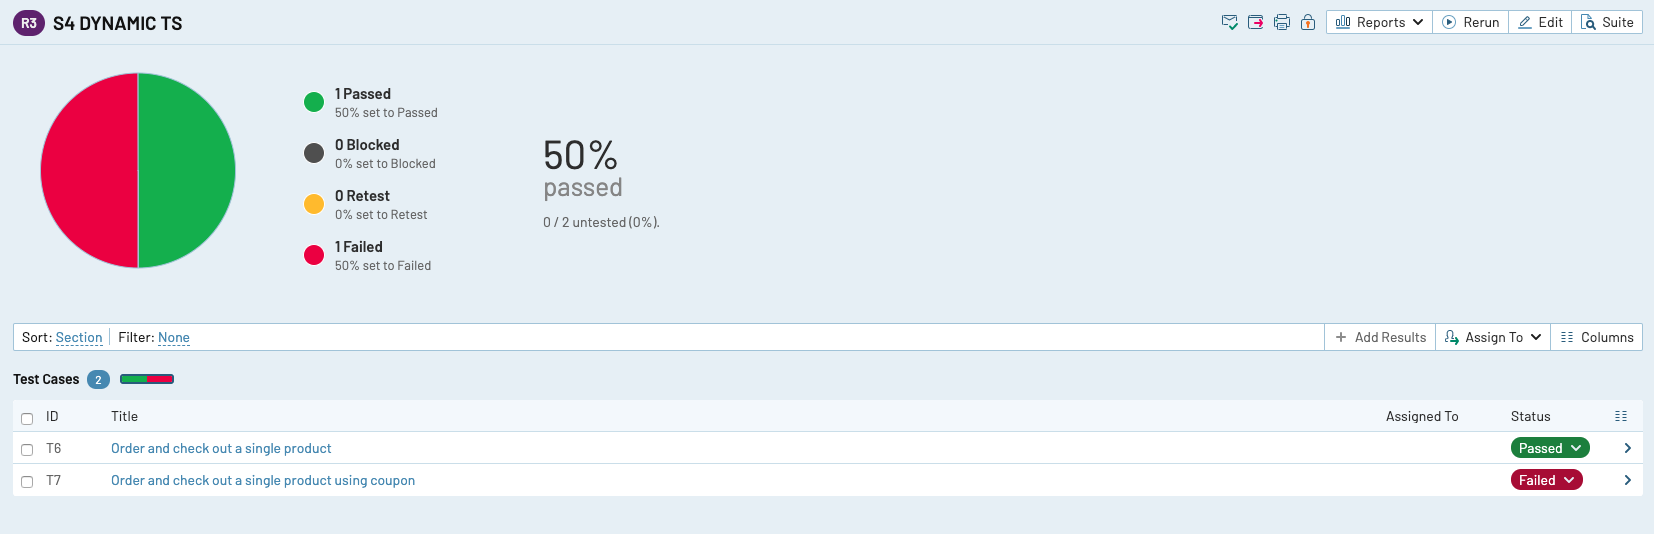 R3 S4 DYNAMIC TS
Reports Rerun Edit Suite
1 Passed
50% set to Passed
0 Blocked
0% set to Blocked
0 Retest
0% set to Retest
1 Failed
50% set to Failed
50%
passed
0 / 2 untested (0%).
Sort: Section Filter: None + Add Results Assign To Columns
Test Cases 2
ID Title Assigned To Status
T6 Order and check out a single product Passed
T7 Order and check out a single product using coupon Failed